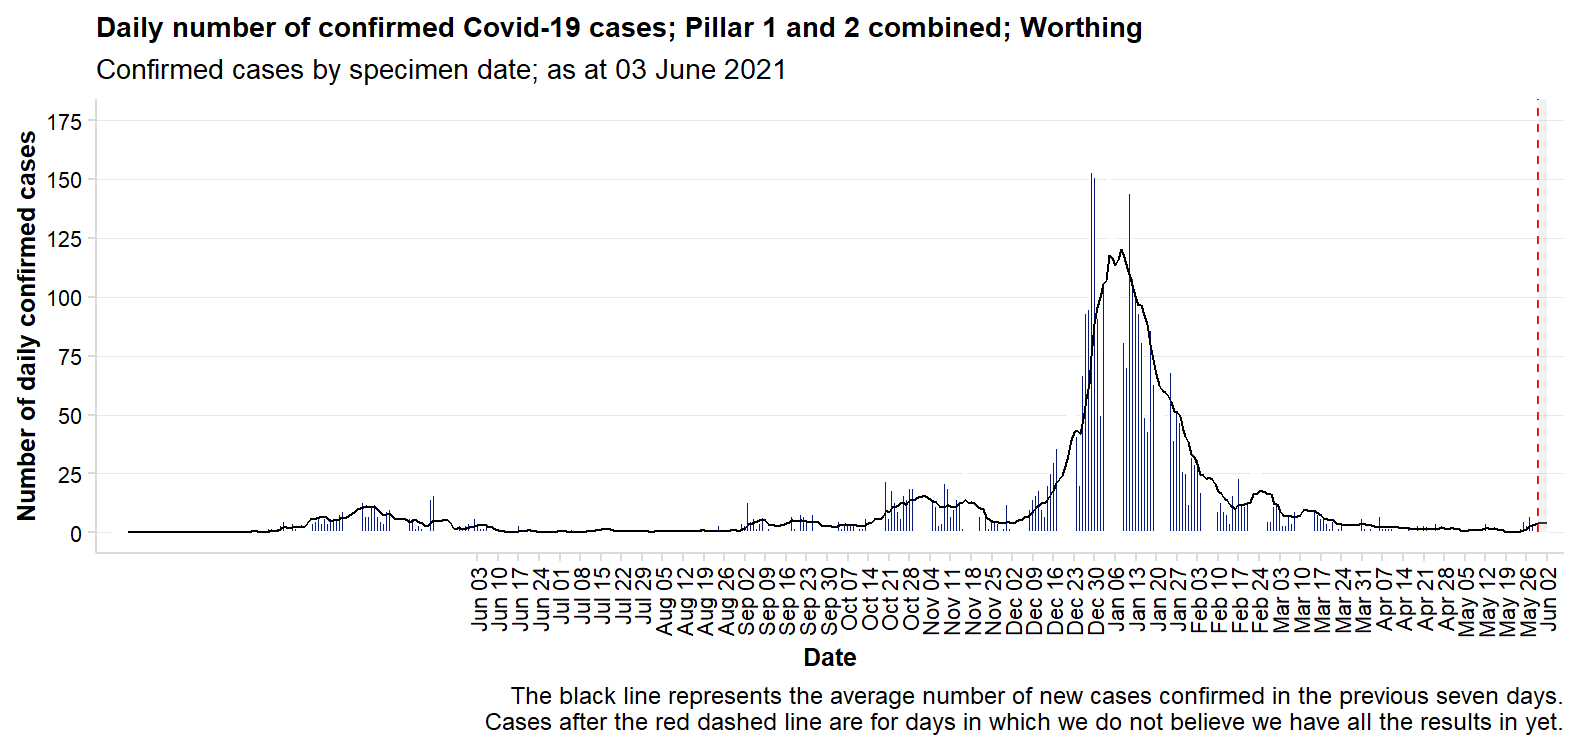 Daily number of confirmed Covid-19 cases; Pillar 1 and 2 combined; Worthing
Confirmed cases by specimen date; as at 03 June 2021
Number of daily confirmed cases
175
150
125
100
75
50
25
0
Jun 03
Jun 10
Jun 17
Jun 24
Jul 01
Jul 08
Jul 15
Jul 22
Jul 29
Aug 05
Aug 12
Aug 19
Aug 26
Sep 02
Sep 09
Sep 16
Sep 23
Sep 30
Oct 07
Oct 14
Oct 21
Oct 28
Nov 04
Nov 11
Nov 18
Nov 25
Dec 02
Dec 09
Dec 16
Dec 23
Dec 30
Jan 06
Jan 13
Jan 20
Jan 27
Feb 03
Feb 10
Feb 17
Feb 24
Mar 03
Mar 10
Mar 17
Mar 24
Mar 31
Apr 07
Apr 14
Apr 21
Apr 28
May 05
May 12
May 19
May 26
Jun 02
Date
The black line represents the average number of new cases confirmed in the previous seven days.
Cases after the red dashed line are for days in which we do not believe we have all the results in yet.